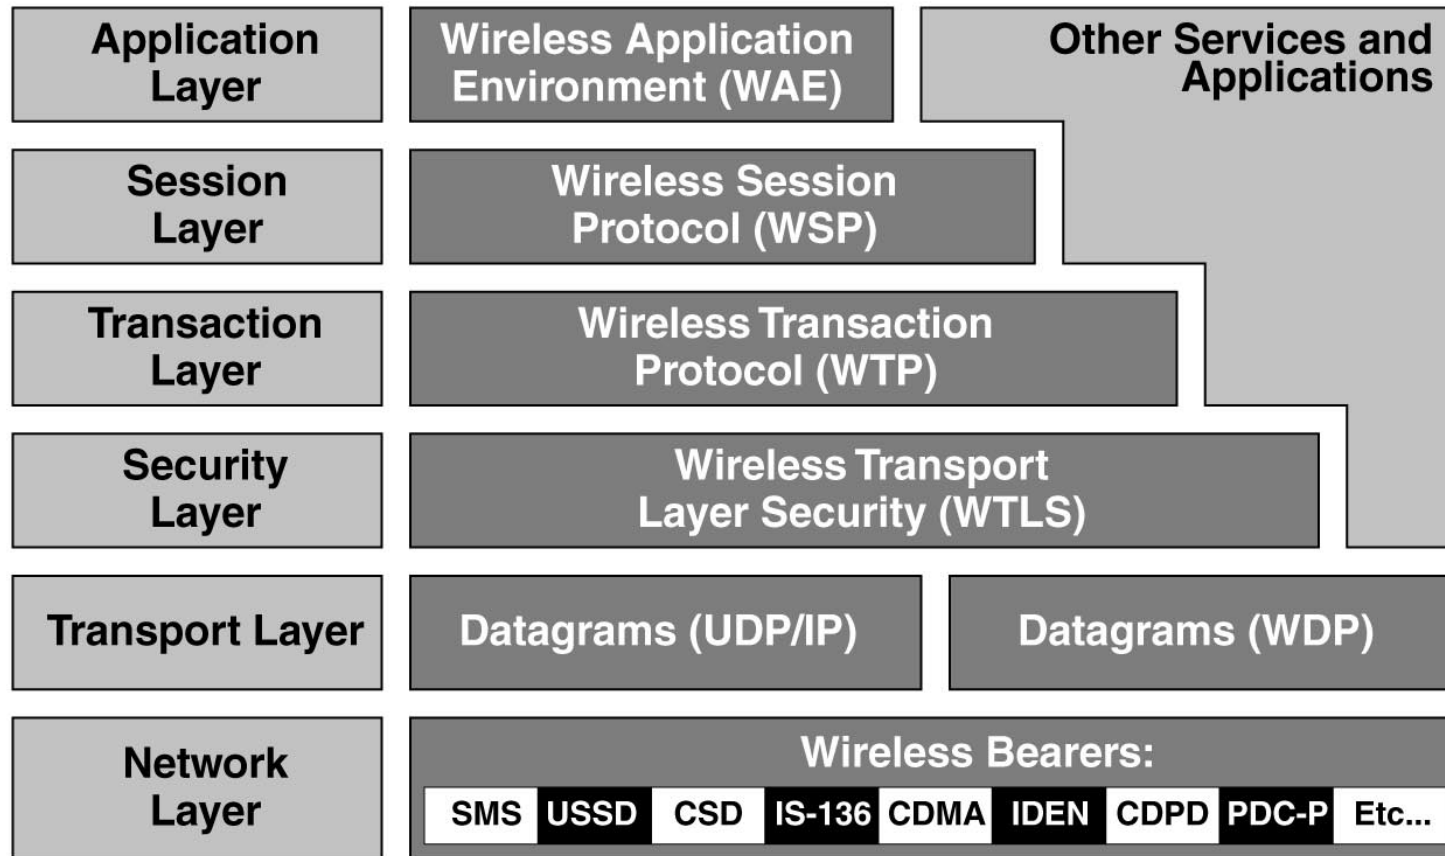 Application
Layer
Wireless Application
Environment (WAE)
Other Services and
Applications
Session
Layer
Wireless Session
Protocol (WSP)
Transaction
Layer
Wireless Transaction
Protocol (WTP)
Security
Layer
Wireless Transport
Layer Security (WTLS)
Transport Layer
Datagrams (UDP/IP)
Datagrams (WDP)
Network
Layer
Wireless Bearers:
SMS USSD CSD IS-136 CDMA IDEN CDPD PDC-P Etc...